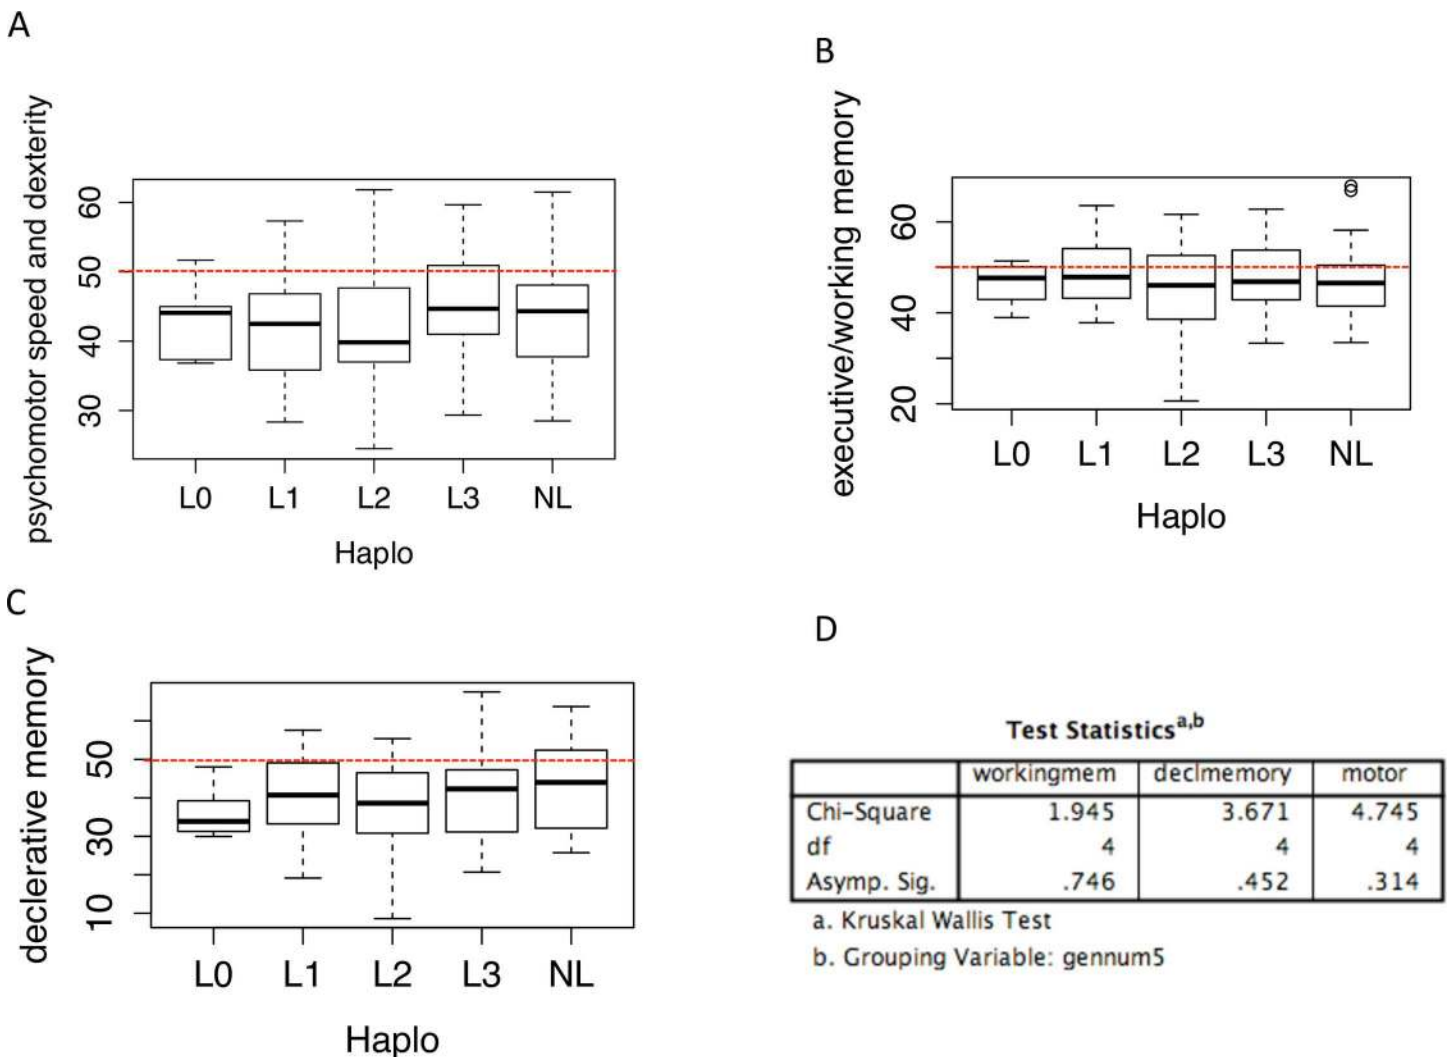 A
psychomotor speed and dexterity
60
50
40
30
L0 L1 L2 L3 NL
Haplo
B
executive/working memory
60
40
20
L0 L1 L2 L3 NL
Haplo
C
declerative memory
50
30
10
L0 L1 L2 L3 NL
Haplo
D
Test Statisticsa,b
workingmem declmemory motor
Chi-Square 1.945 3.671 4.745
df 4 4 4
Asymp. Sig. .746 .452 .314
a. Kruskal Wallis Test
b. Grouping Variable: gennum5